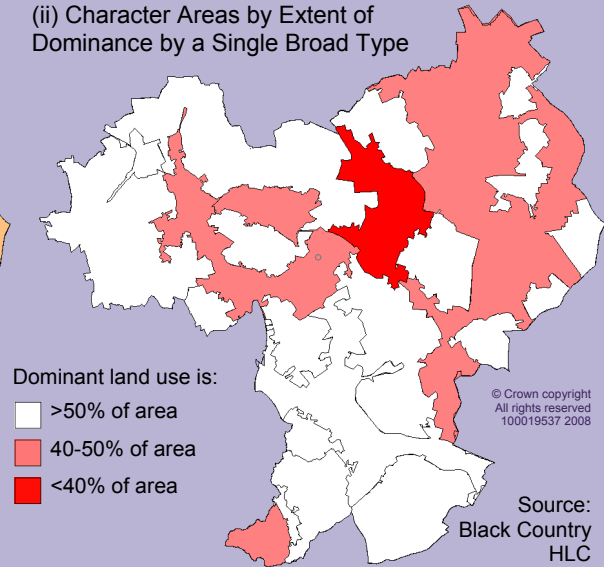 (ii) Character Areas by Extent of
Dominance by a Single Broad Type
Dominant land use is:
>50% of area
40-50% of area
<40% of area
© Crown copyright
All rights reserved
100019537 2008
Source:
Black Country
HLC